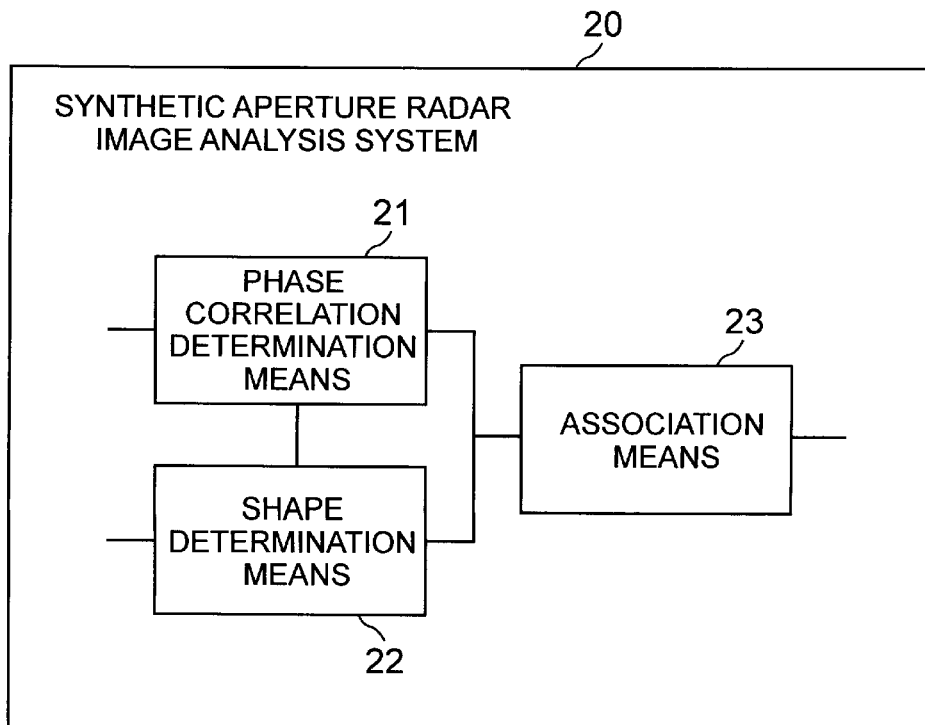 20
SYNTHETIC APERTURE RADAR
IMAGE ANALYSIS SYSTEM
21
PHASE
CORRELATION
DETERMINATION
MEANS
23
ASSOCIATION
MEANS
SHAPE
DETERMINATION
MEANS
22